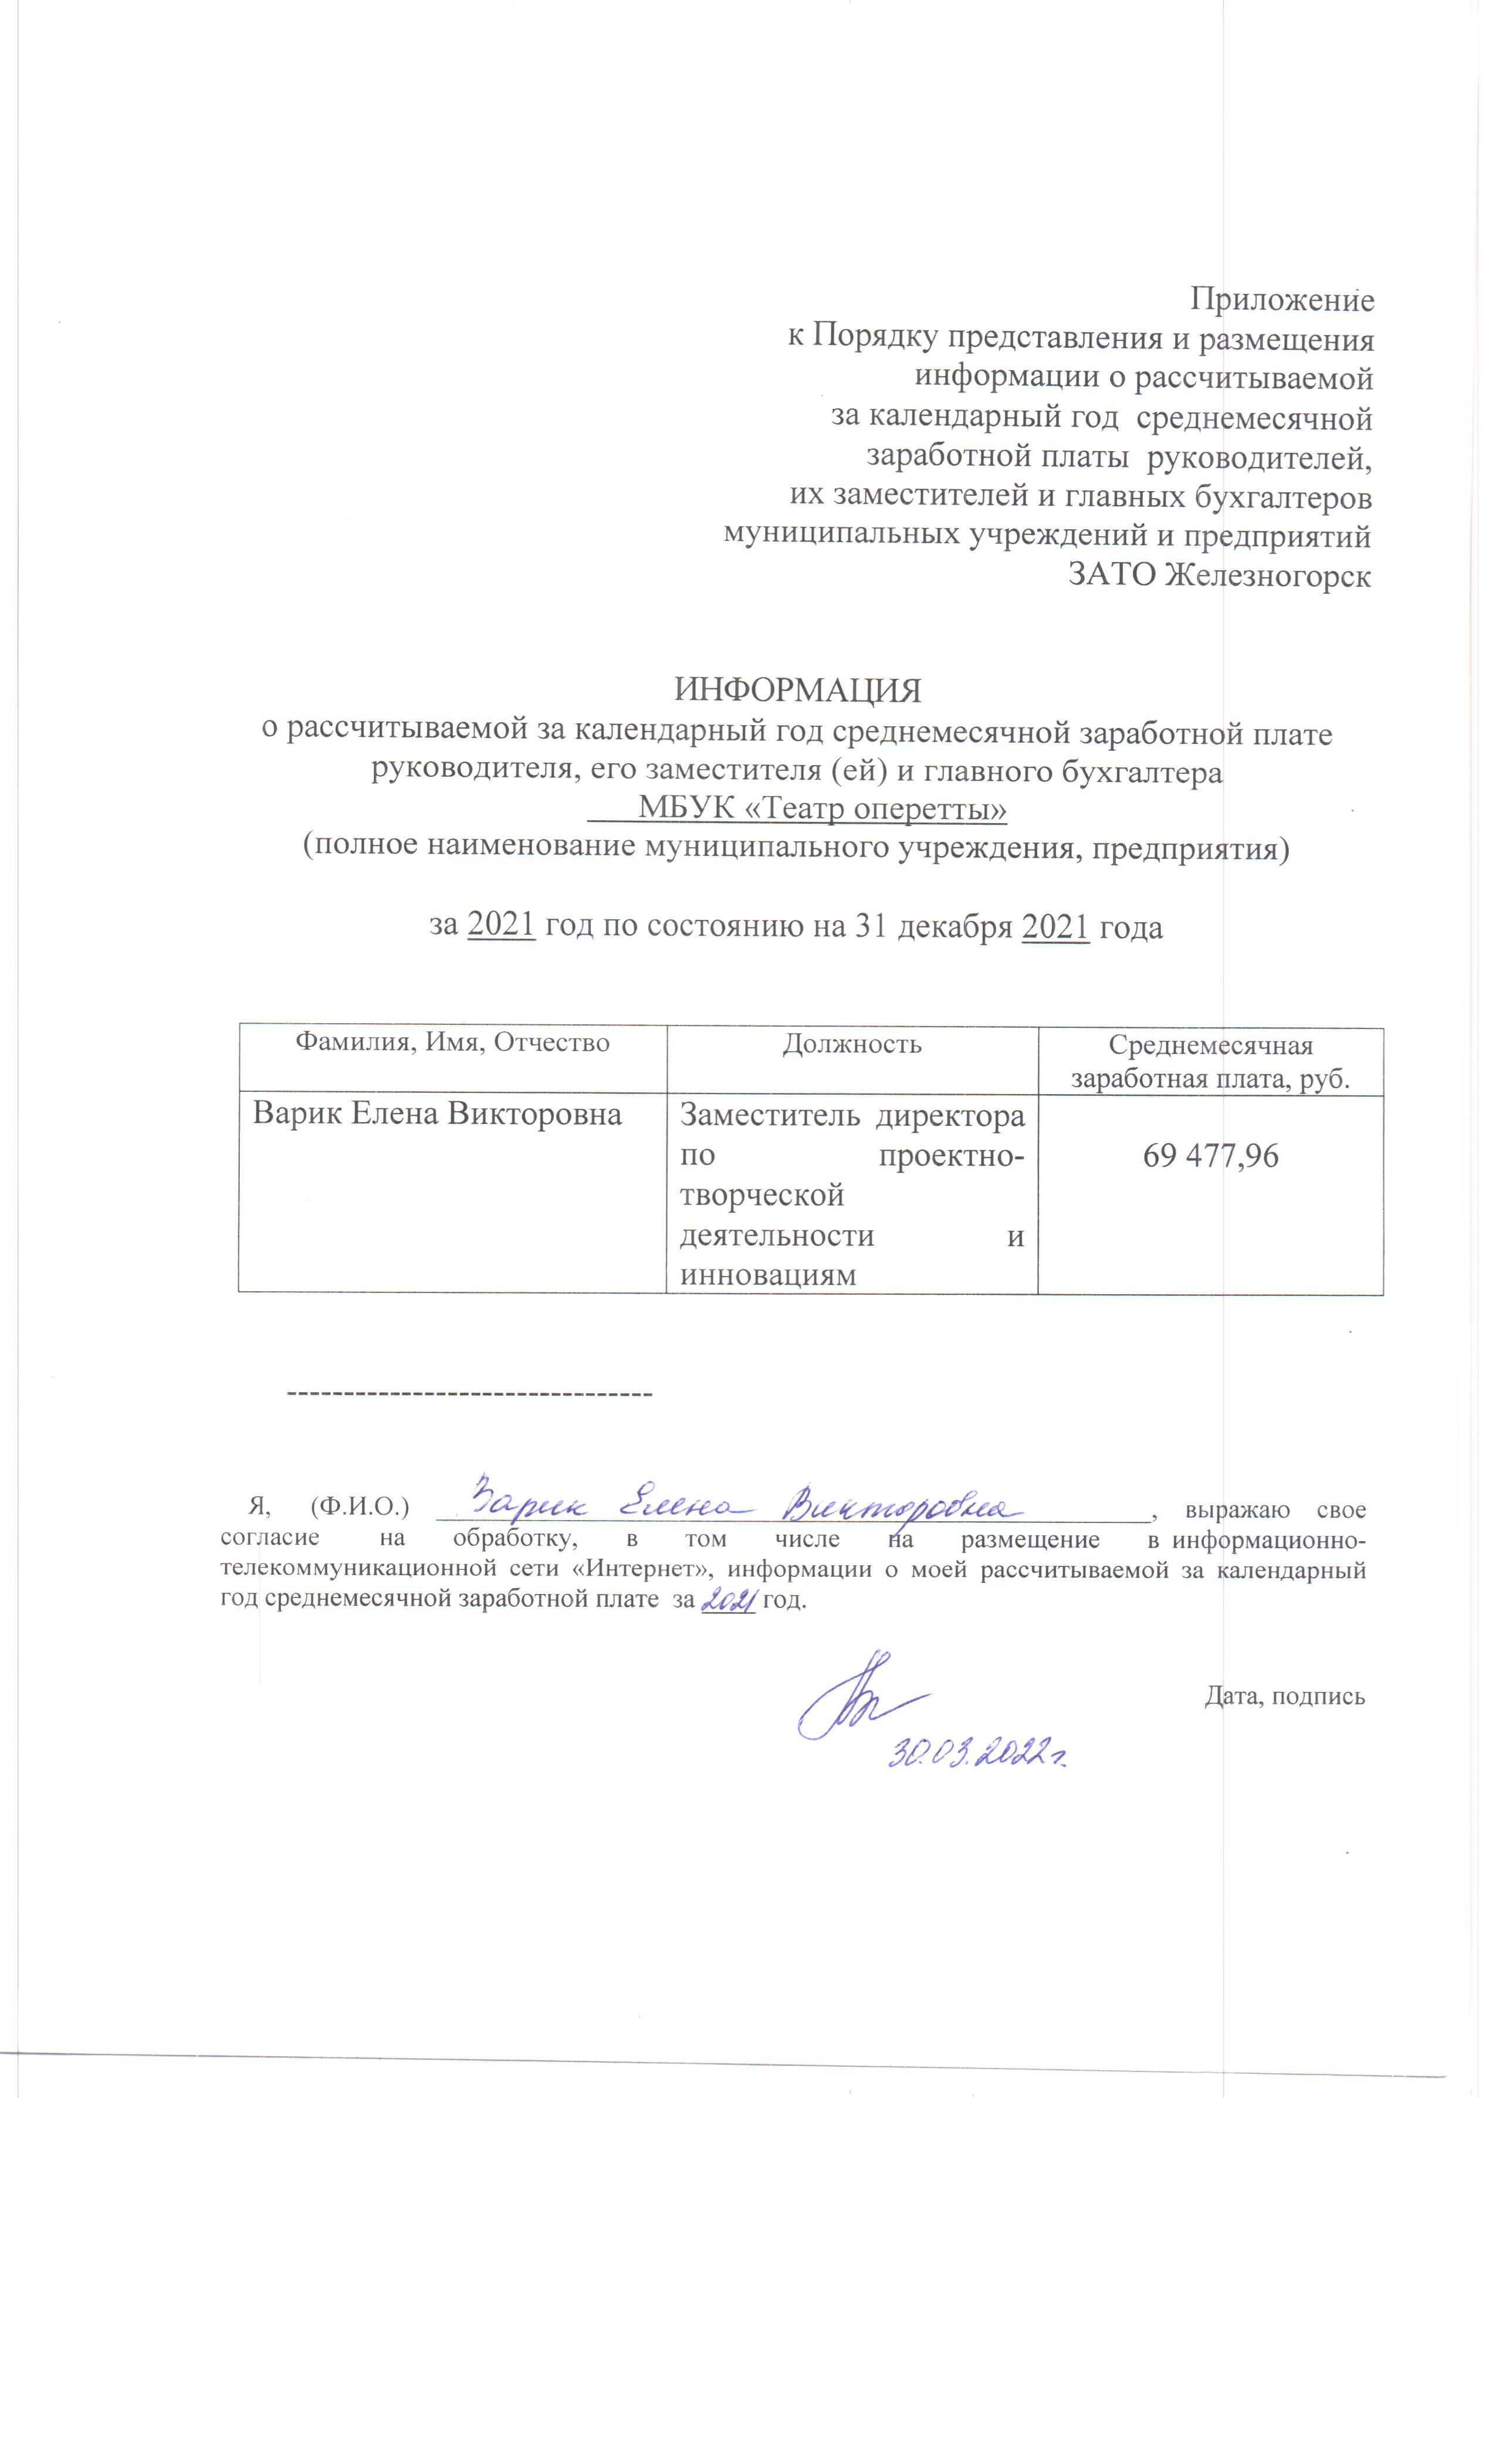 Приложение
к Порядку представления и размещения
информации о рассчитываемой
за календарный год среднемесячной
заработной платы руководителей,
их заместителей и главных бухгалтеров
муниципальных учреждений и предприятий
ЗАТО Железногорск
ИНФОРМАЦИЯ
о рассчитываемой за календарный год среднемесячной заработной плате
руководителя, его заместителя (ей) и главного бухгалтера
МБУК «Театр оперетты»
(полное наименование муниципального учреждения, предприятия)
за 2021 год по состоянию на 31 декабря 2021 года
Фамилия, Имя, Отчество
Должность
Среднемесячная
заработная плата, руб.
Варик Елена Викторовна
Заместитель директора
по проектно-
творческой
деятельности и
инновациям
69 477,96
--------------------------------
Я, (Ф.И.О.) Варик Елена Викторовна, выражаю свое
согласие на обработку, в том числе на размещение в информационно-
телекоммуникационной сети «Интернет», информации о моей рассчитываемой за календарный
год среднемесячной заработной плате за 2021 год.
Дата, подпись
30.03.2022г.